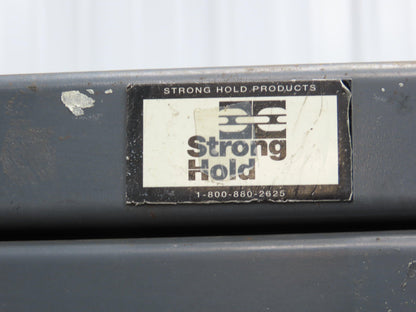 STRONG HOLD PRODUCTS
Strong
Hold
1-800-880-2625